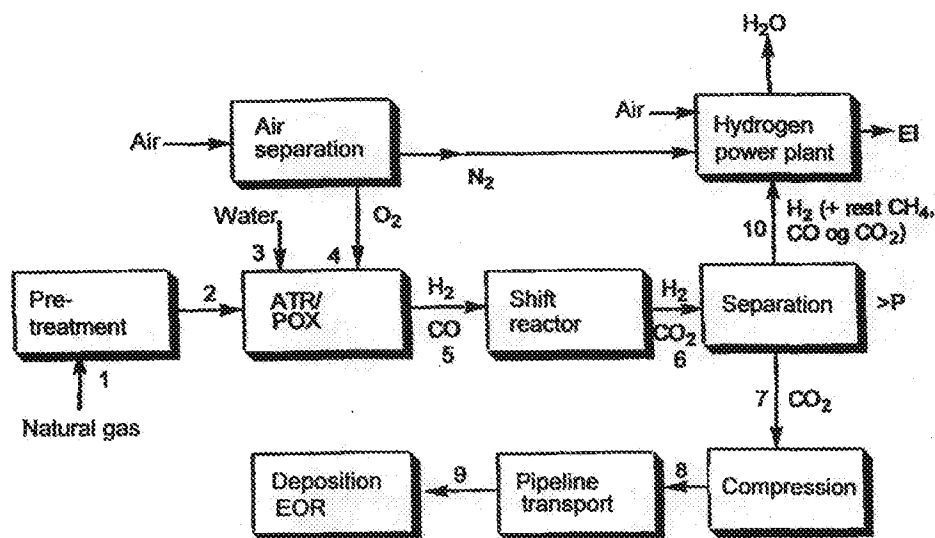 H₂O
Air
Air
separation
Air
Hydrogen
power plant
El
N₂
Water
O₂
H₂ (+ rest CH₄,
CO og CO₂)
10
3
4
Pre-
treatment
2
ATR/
POX
H₂
CO
5
Shift
reactor
H₂
CO₂
6
Separation
>P
1
Natural gas
7
CO₂
Deposition
EOR
9
Pipeline
transport
8
Compression